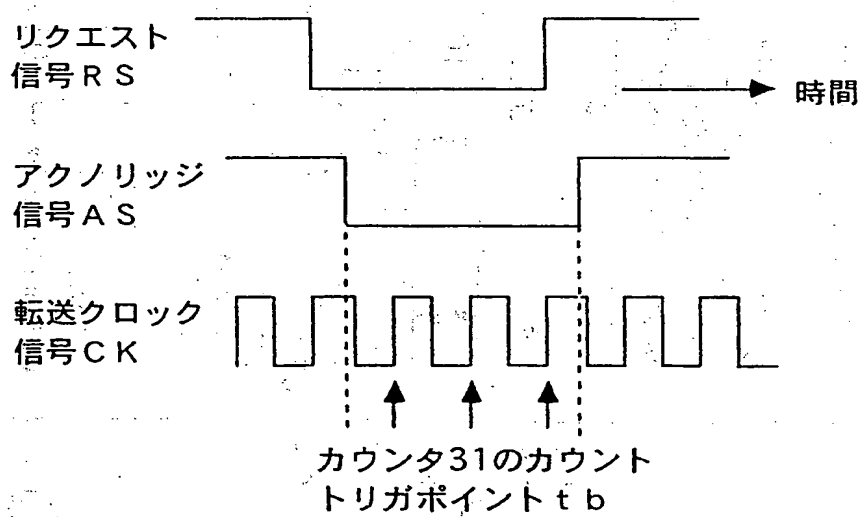 リクエスト
信号RS
時間
アクノリッジ
信号AS
転送クロック
信号CK
カウンタ31のカウント
トリガポイントtb